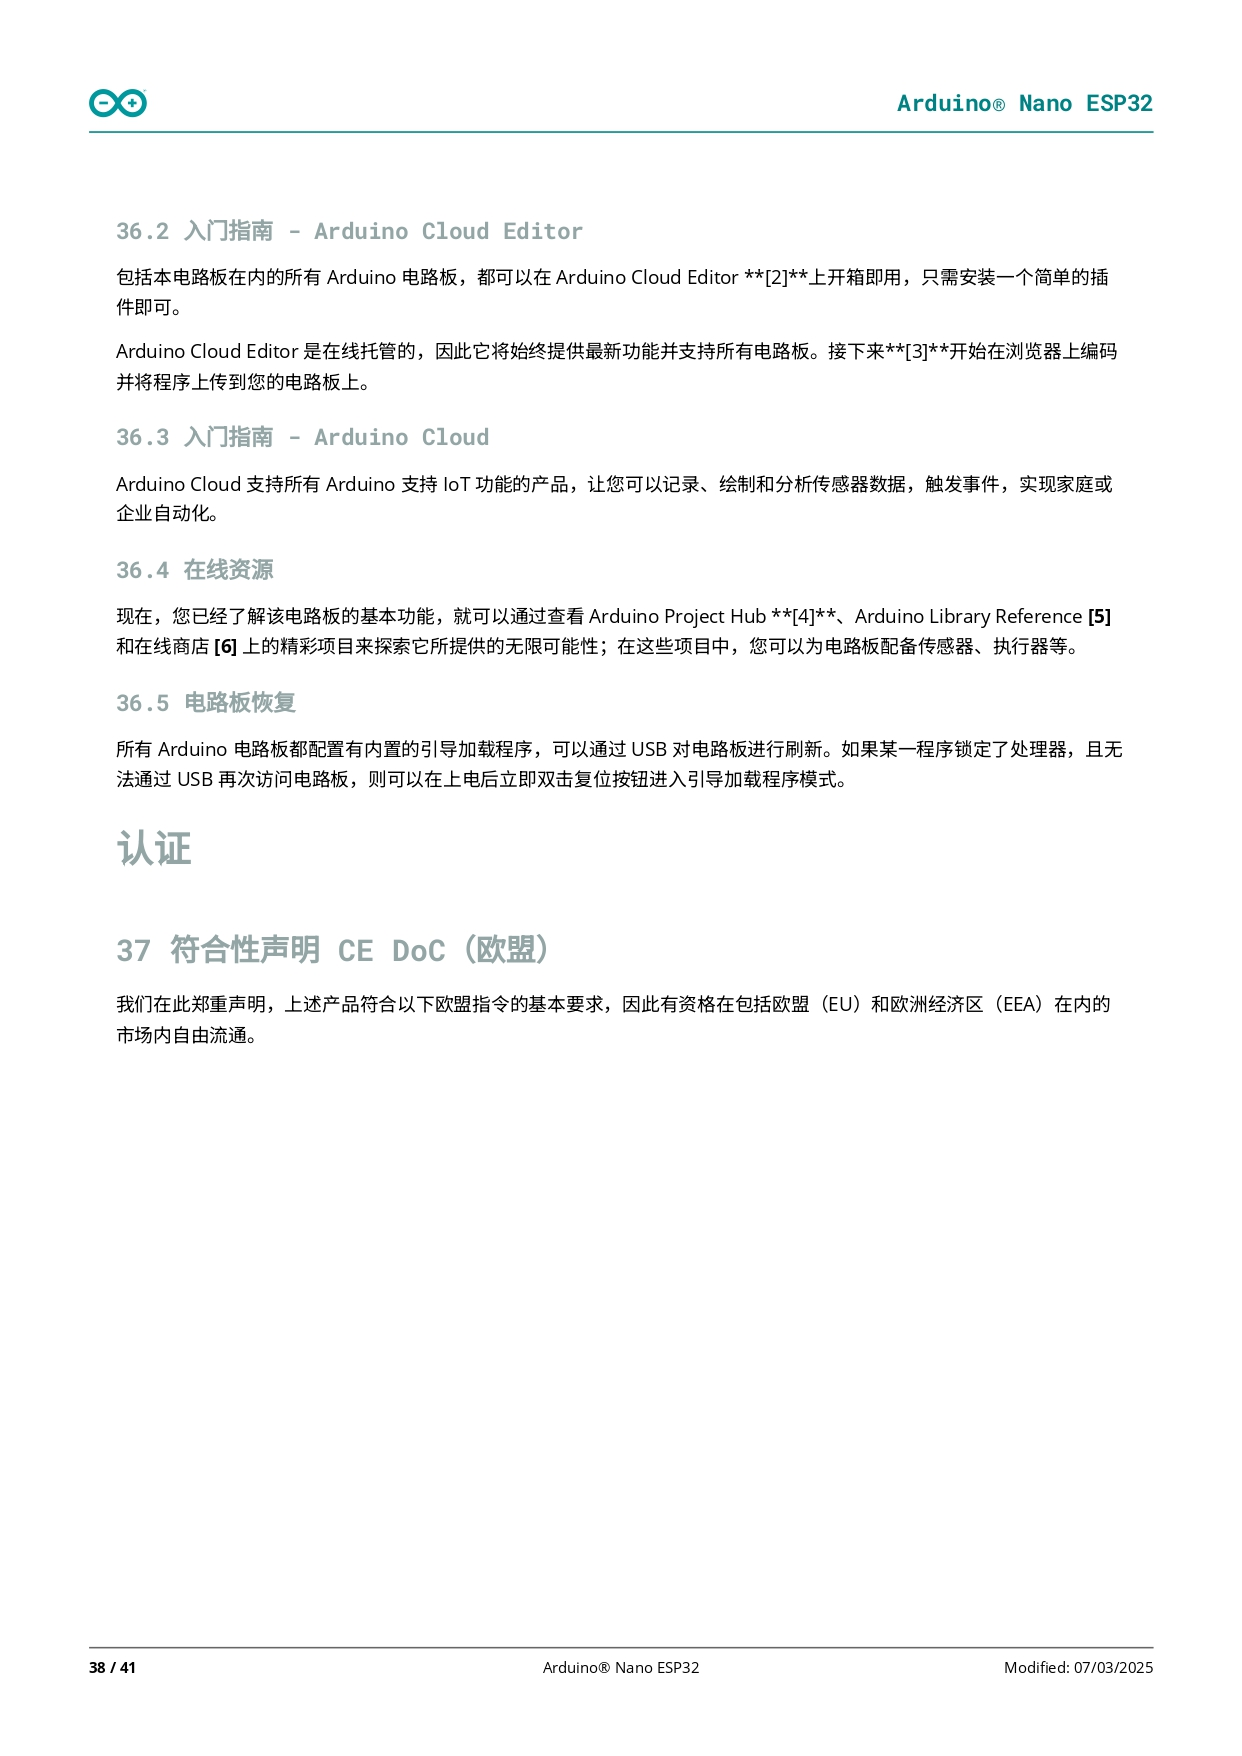 Arduino® Nano ESP32
36.2 入门指南 - Arduino Cloud Editor
包括本电路板在内的所有 Arduino 电路板，都可以在 Arduino Cloud Editor **[2]**上开箱即用，只需安装一个简单的插
件即可。
Arduino Cloud Editor 是在线托管的，因此它将始终提供最新功能并支持所有电路板。接下来**[3]**开始在浏览器上编码
并将程序上传到您的电路板上。
36.3 入门指南 - Arduino Cloud
Arduino Cloud 支持所有 Arduino 支持 IoT 功能的产品，让您可以记录、绘制和分析传感器数据，触发事件，实现家庭或
企业自动化。
36.4 在线资源
现在，您已经了解该电路板的基本功能，就可以通过查看 Arduino Project Hub **[4]**、Arduino Library Reference [5]
和在线商店 [6] 上的精彩项目来探索它所提供的无限可能性；在这些项目中，您可以为电路板配备传感器、执行器等。
36.5 电路板恢复
所有 Arduino 电路板都配置有内置的引导加载程序，可以通过 USB 对电路板进行刷新。如果某一程序锁定了处理器，且无
法通过 USB 再次访问电路板，则可以在上电后立即双击复位按钮进入引导加载程序模式。
认证
37 符合性声明 CE DoC（欧盟）
我们在此郑重声明，上述产品符合以下欧盟指令的基本要求，因此有资格在包括欧盟（EU）和欧洲经济区（EEA）在内的
市场内自由流通。
38 / 41
Arduino® Nano ESP32
Modified: 07/03/2025